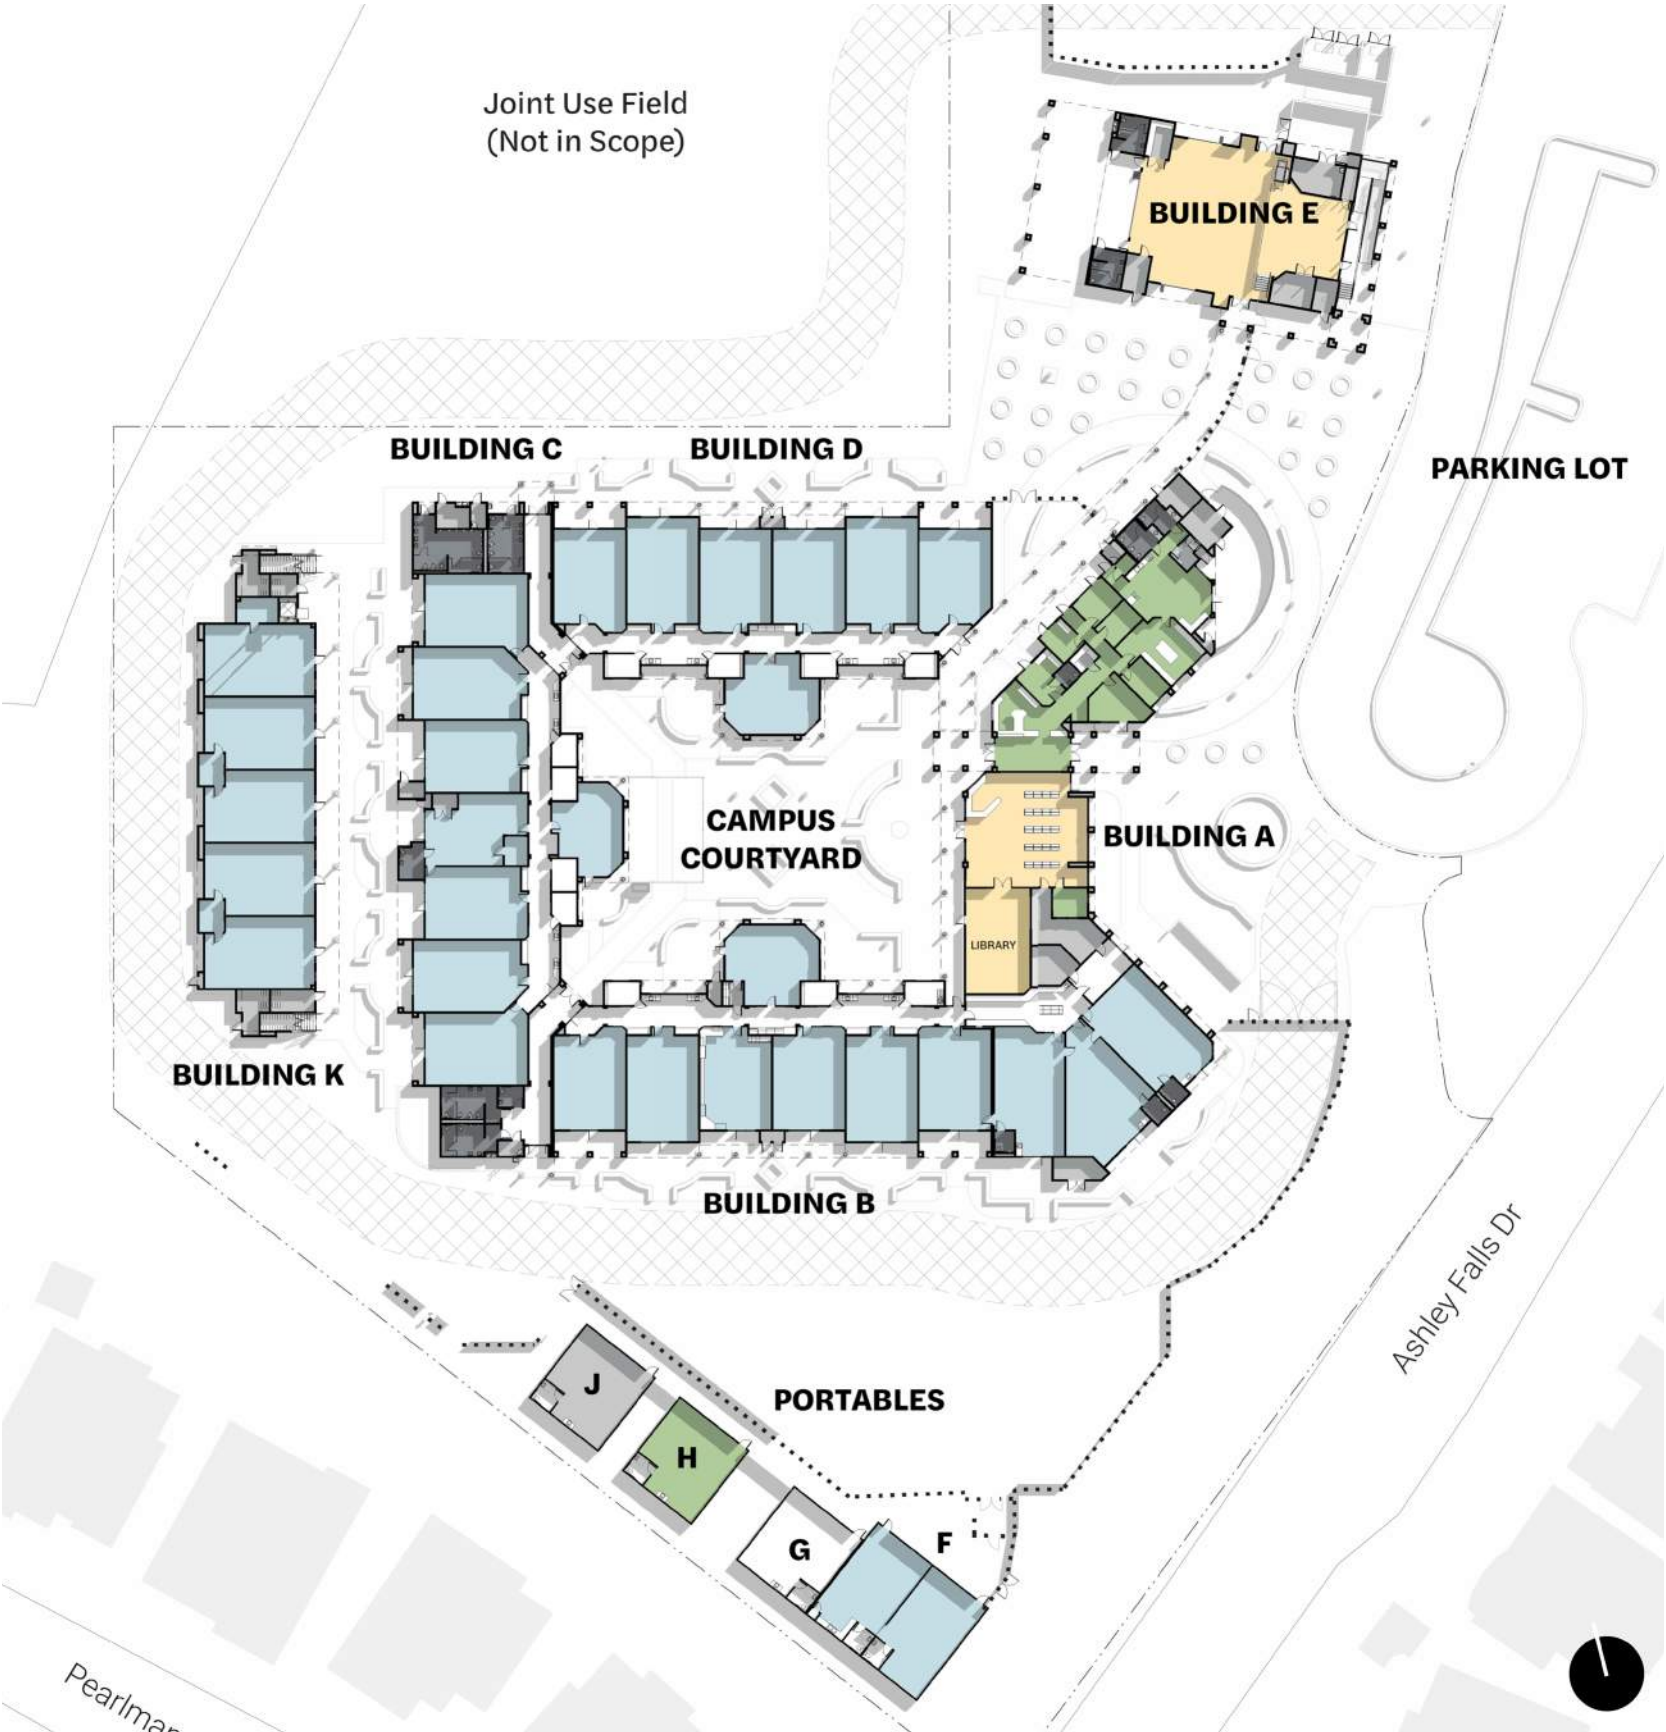 Joint Use Field
(Not in Scope)
BUILDING E
BUILDING C
BUILDING D
PARKING LOT
CAMPUS
COURTYARD
BUILDING A
LIBRARY
BUILDING K
BUILDING B
Ashley Falls Dr
J
PORTABLES
H
G
F
Pearlman